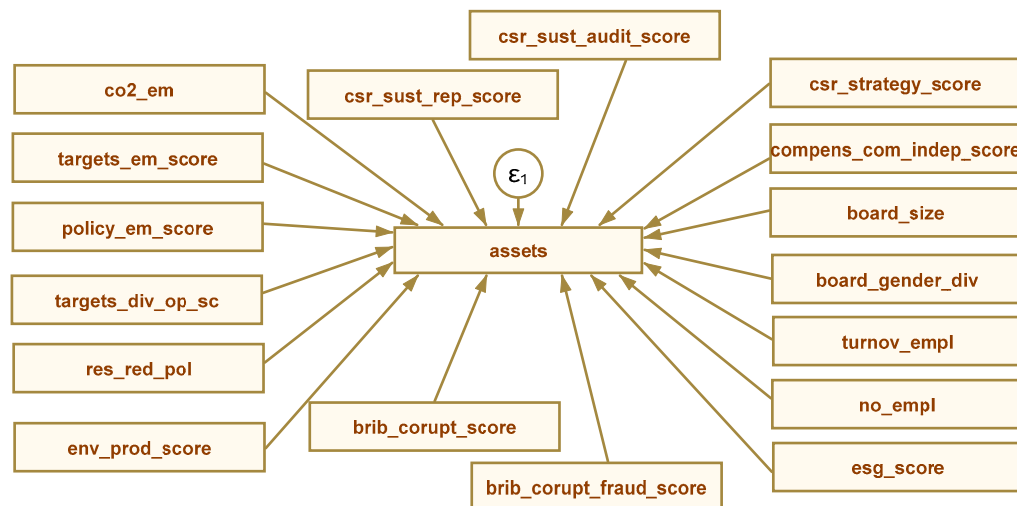 csr_sust_audit_score
co2_em
csr_sust_rep_score
csr_strategy_score
targets_em_score
compens_com_indep_score
ε1
policy_em_score
board_size
assets
targets_div_op_sc
board_gender_div
res_red_pol
turnov_empl
env_prod_score
brib_corupt_score
no_empl
brib_corupt_fraud_score
esg_score